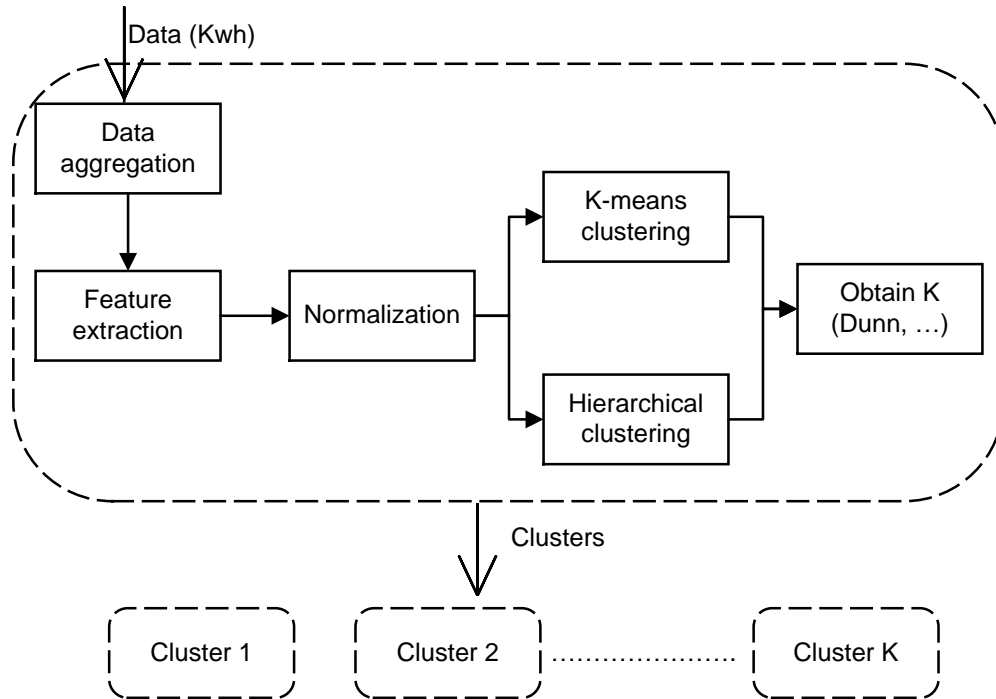 Data (Kwh)
Data
aggregation
K-means
clustering
Feature
extraction
Normalization
Obtain K
(Dunn, …)
Hierarchical
clustering
Clusters
Cluster 1
Cluster 2
........................
Cluster K